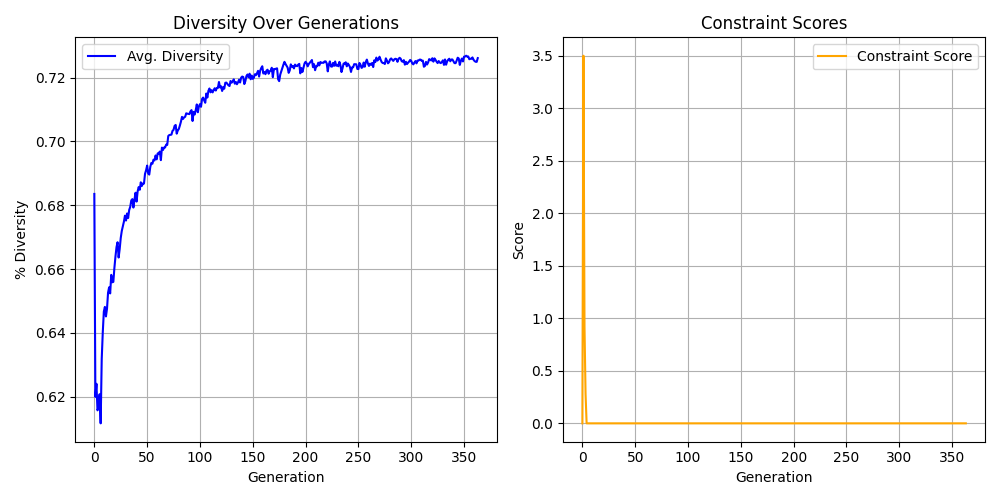 Diversity Over Generations
Avg. Diversity
% Diversity
0.72
0.70
0.68
0.66
0.64
0.62
0 50 100 150 200 250 300 350
Generation
Constraint Scores
Constraint Score
Score
3.5
3.0
2.5
2.0
1.5
1.0
0.5
0.0
0 50 100 150 200 250 300 350
Generation